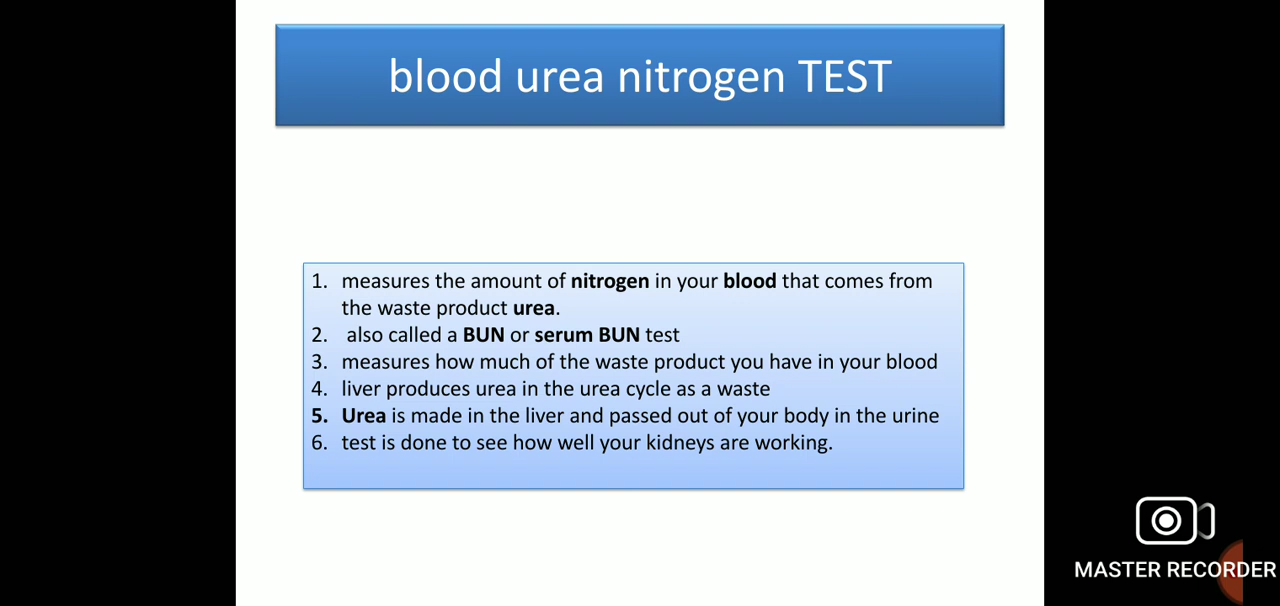 blood urea nitrogen TEST
1. measures the amount of nitrogen in your blood that comes from
the waste product urea.
2. also called a BUN or serum BUN test
3. measures how much of the waste product you have in your blood
4. liver produces urea in the urea cycle as a waste
5. Urea is made in the liver and passed out of your body in the urine
6. test is done to see how well your kidneys are working.
MASTER RECORDER